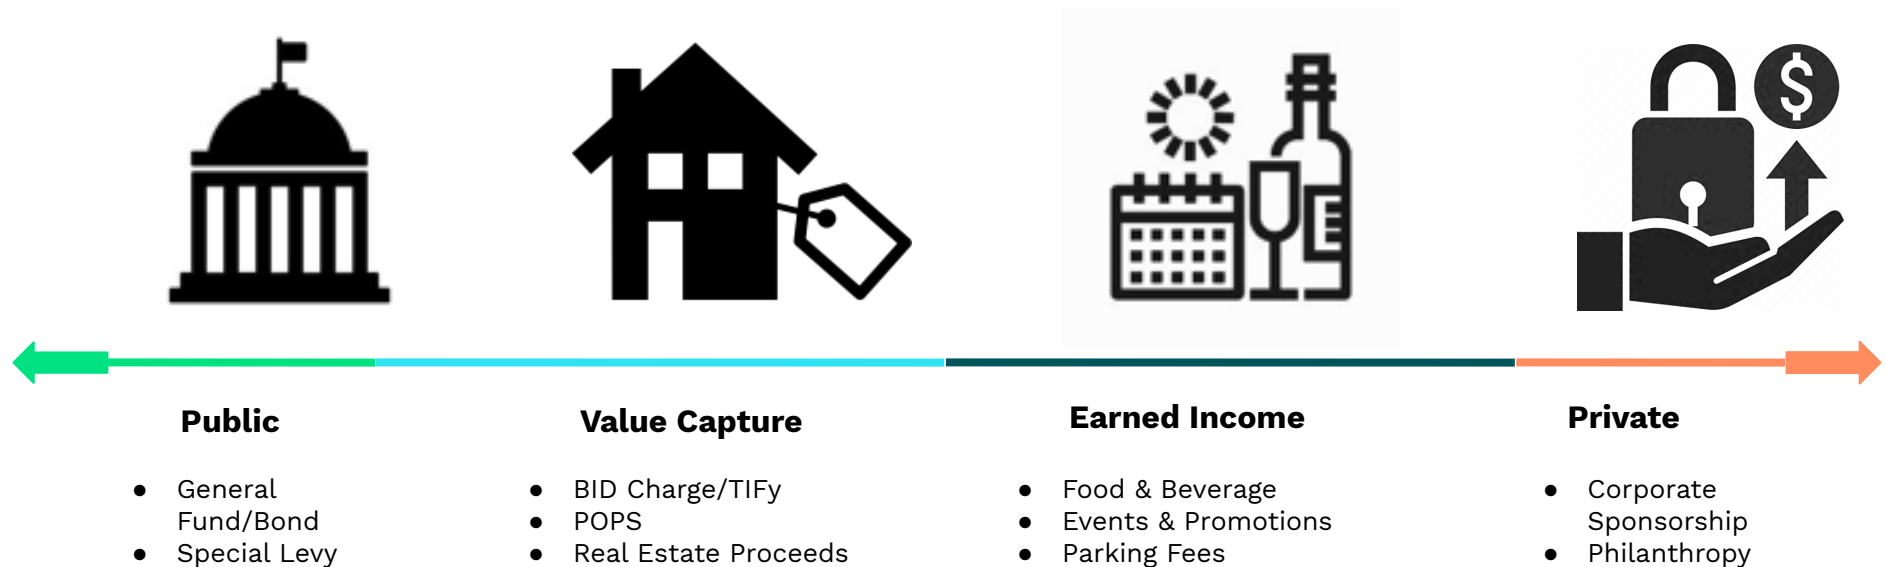 Public
● General
Fund/Bond
● Special Levy
Value Capture
● BID Charge/TIFy
● POPS
● Real Estate Proceeds
Earned Income
● Food & Beverage
● Events & Promotions
● Parking Fees
Private
$
● Corporate
Sponsorship
● Philanthropy